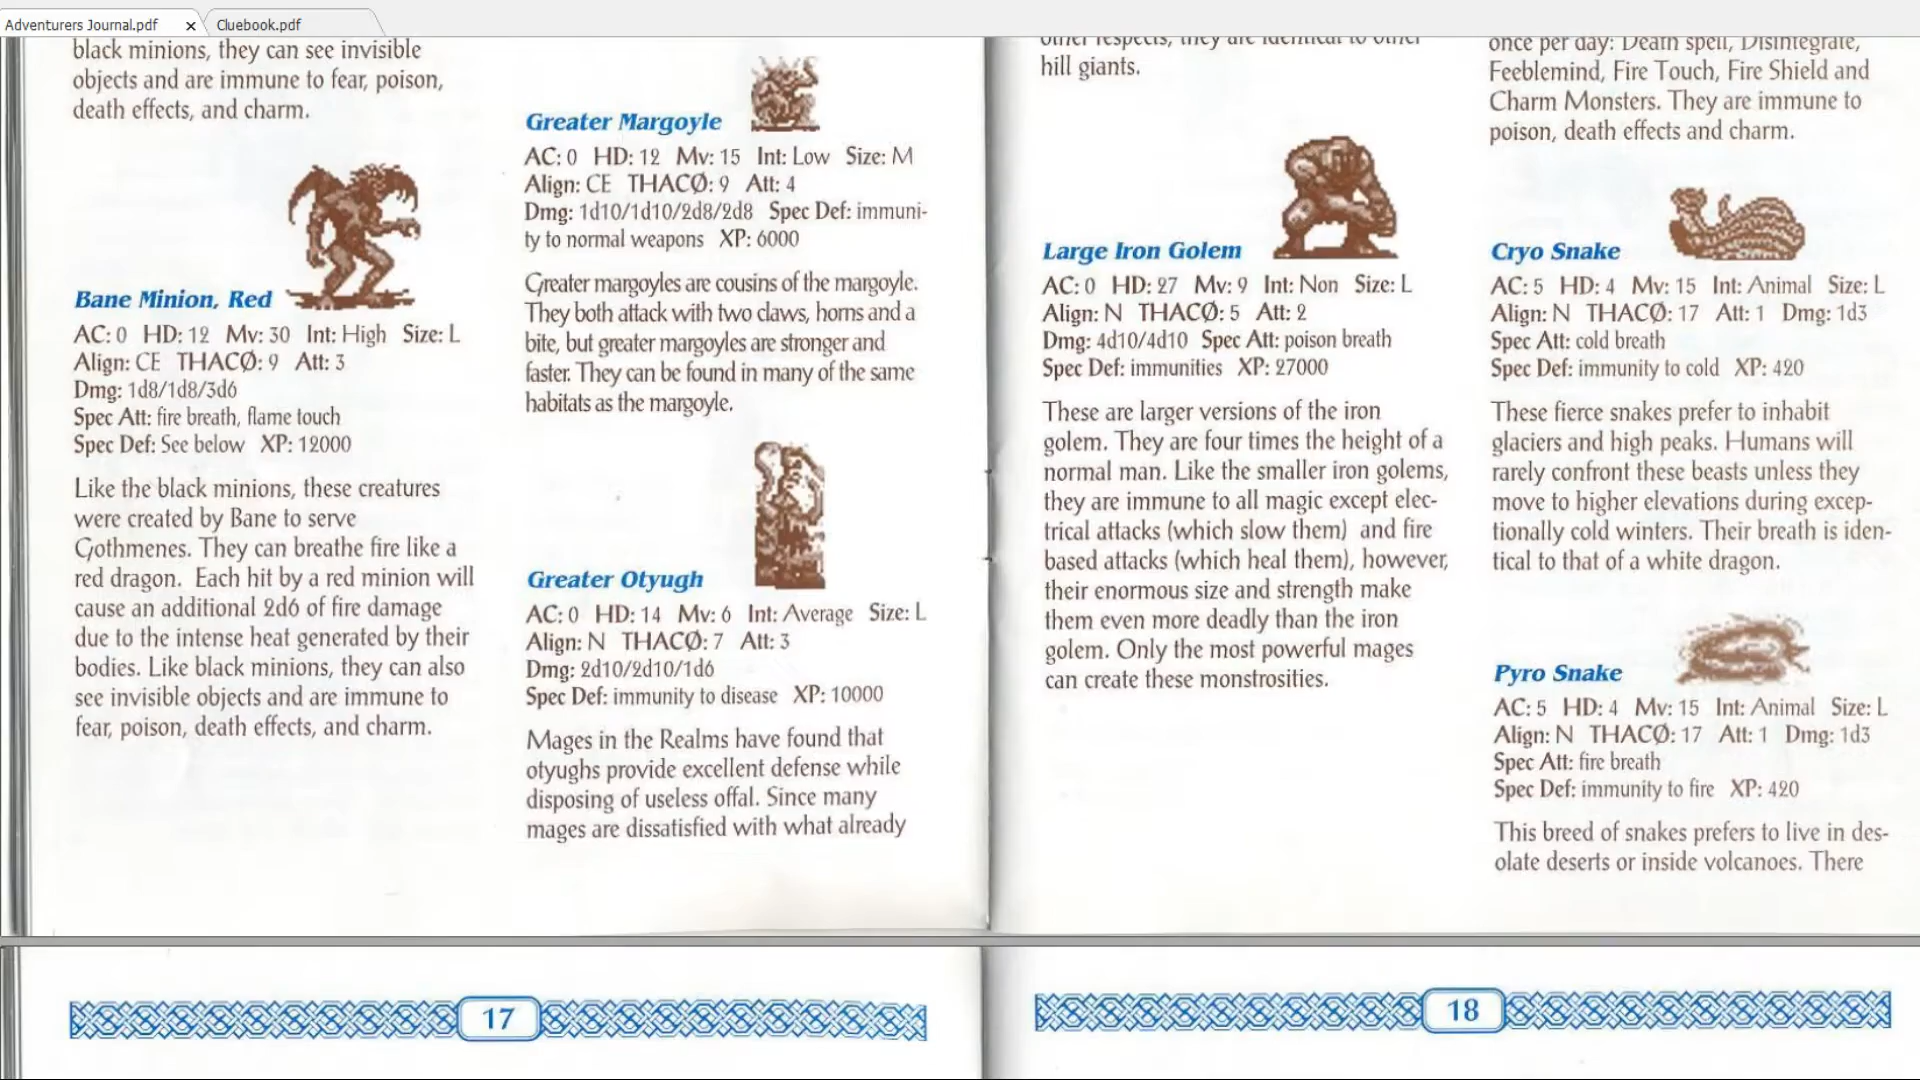 Adventurers Journal.pdf
Cluebook.pdf
black minions, they can see invisible
objects and are immune to fear, poison,
death effects, and charm.
Bane Minion, Red
AC: 0 HD: 12 Mv: 30 Int: High Size: L
Align: CE THACØ: 9 Att: 3
Dmg: 1d8/1d8/3d6
Spec Att: fire breath, flame touch
Spec Def: See below XP: 12000
Like the black minions, these creatures
were created by Bane to serve
Gothmenes. They can breathe fire like a
red dragon. Each hit by a red minion will
cause an additional 2d6 of fire damage
due to the intense heat generated by their
bodies. Like black minions, they can also
see invisible objects and are immune to
fear, poison, death effects, and charm.
Greater Margoyle
AC: 0 HD: 12 Mv: 15 Int: Low Size: M
Align: CE THACØ: 9 Att: 4
Dmg: 1d10/1d10/2d8/2d8 Spec Def: immuni-
ty to normal weapons XP: 6000
Greater margoyles are cousins of the margoyle.
They both attack with two claws, horns and a
bite, but greater margoyles are stronger and
faster. They can be found in many of the same
habitats as the margoyle.
Greater Otyugh
AC: 0 HD: 14 Mv: 6 Int: Average Size: L
Align: N THACØ: 7 Att: 3
Dmg: 2d10/2d10/1d6
Spec Def: immunity to disease XP: 10000
Mages in the Realms have found that
otyughs provide excellent defense while
disposing of useless offal. Since many
mages are dissatisfied with what already
other respects, they are identical to other
hill giants.
Large Iron Golem
AC: 0 HD: 27 Mv: 9 Int: Non Size: L
Align: N THACØ: 5 Att: 2
Dmg: 4d10/4d10 Spec Att: poison breath
Spec Def: immunities XP: 27000
These are larger versions of the iron
golem. They are four times the height of a
normal man. Like the smaller iron golems,
they are immune to all magic except elec-
trical attacks (which slow them) and fire
based attacks (which heal them), however,
their enormous size and strength make
them even more deadly than the iron
golem. Only the most powerful mages
can create these monstrosities.
once per day: Death spell, Disintegrate,
Feeblemind, Fire Touch, Fire Shield and
Charm Monsters. They are immune to
poison, death effects and charm.
Cryo Snake
AC: 5 HD: 4 Mv: 15 Int: Animal Size: L
Align: N THACØ: 17 Att: 1 Dmg: 1d3
Spec Att: cold breath
Spec Def: immunity to cold XP: 420
These fierce snakes prefer to inhabit
glaciers and high peaks. Humans will
rarely confront these beasts unless they
move to higher elevations during excep-
tionally cold winters. Their breath is iden-
tical to that of a white dragon.
Pyro Snake
AC: 5 HD: 4 Mv: 15 Int: Animal Size: L
Align: N THACØ: 17 Att: 1 Dmg: 1d3
Spec Att: fire breath
Spec Def: immunity to fire XP: 420
This breed of snakes prefers to live in des-
olate deserts or inside volcanoes. There
17
18